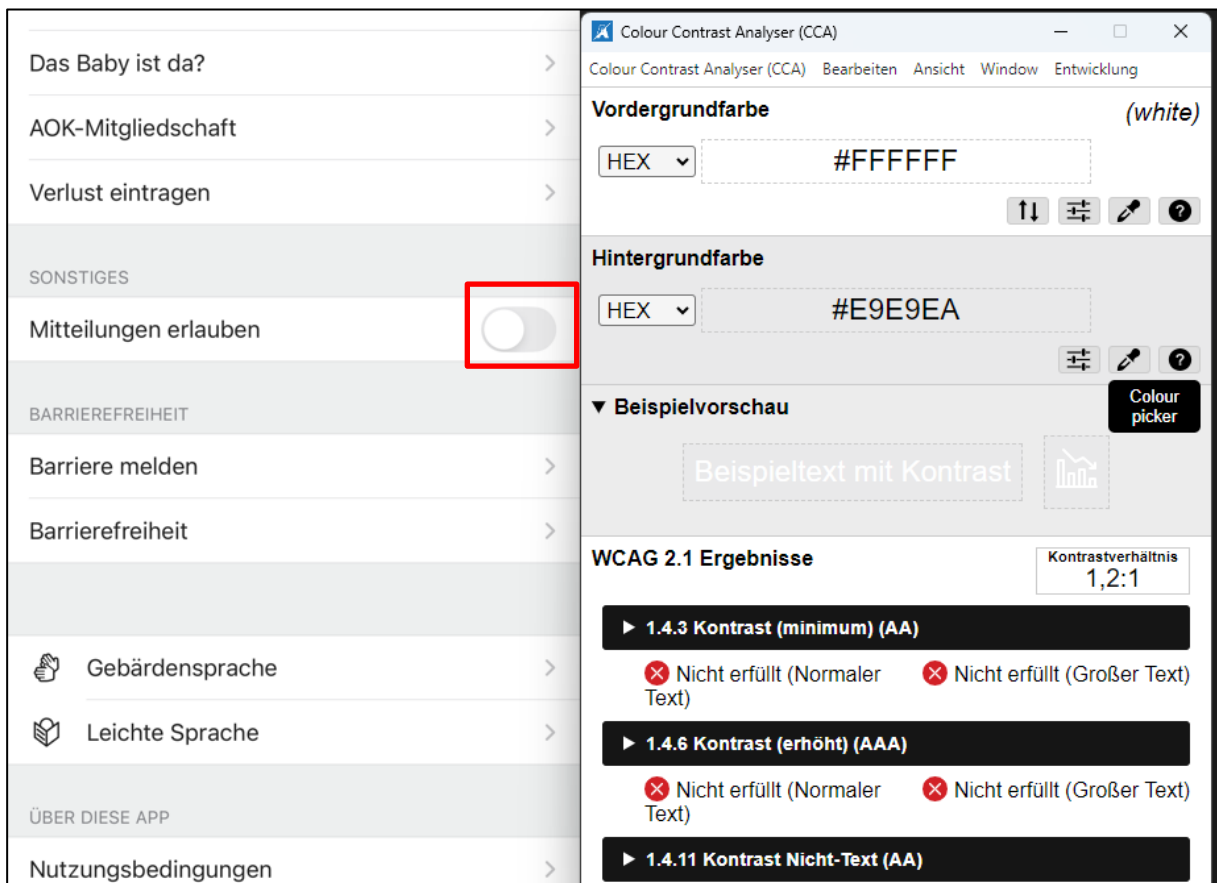 Das Baby ist da?
AOK-Mitgliedschaft
Verlust eintragen
SONSTIGES
Mitteilungen erlauben
BARRIEREFREIHEIT
Barriere melden
Barrierefreiheit
Gebärdensprache
Leichte Sprache
ÜBER DIESE APP
Nutzungsbedingungen
Colour Contrast Analyser (CCA)
Colour Contrast Analyser (CCA) Bearbeiten Ansicht Window Entwicklung
Vordergrundfarbe (white)
HEX #FFFFFF
Hintergrundfarbe
HEX #E9E9EA
Colour
picker
▼ Beispielvorschau
Beispieltext mit Kontrast
WCAG 2.1 Ergebnisse
Kontrastverhältnis
1,2:1
▶ 1.4.3 Kontrast (minimum) (AA)
Nicht erfüllt (Normaler
Text)
Nicht erfüllt (Großer Text)
▶ 1.4.6 Kontrast (erhöht) (AAA)
Nicht erfüllt (Normaler
Text)
Nicht erfüllt (Großer Text)
▶ 1.4.11 Kontrast Nicht-Text (AA)